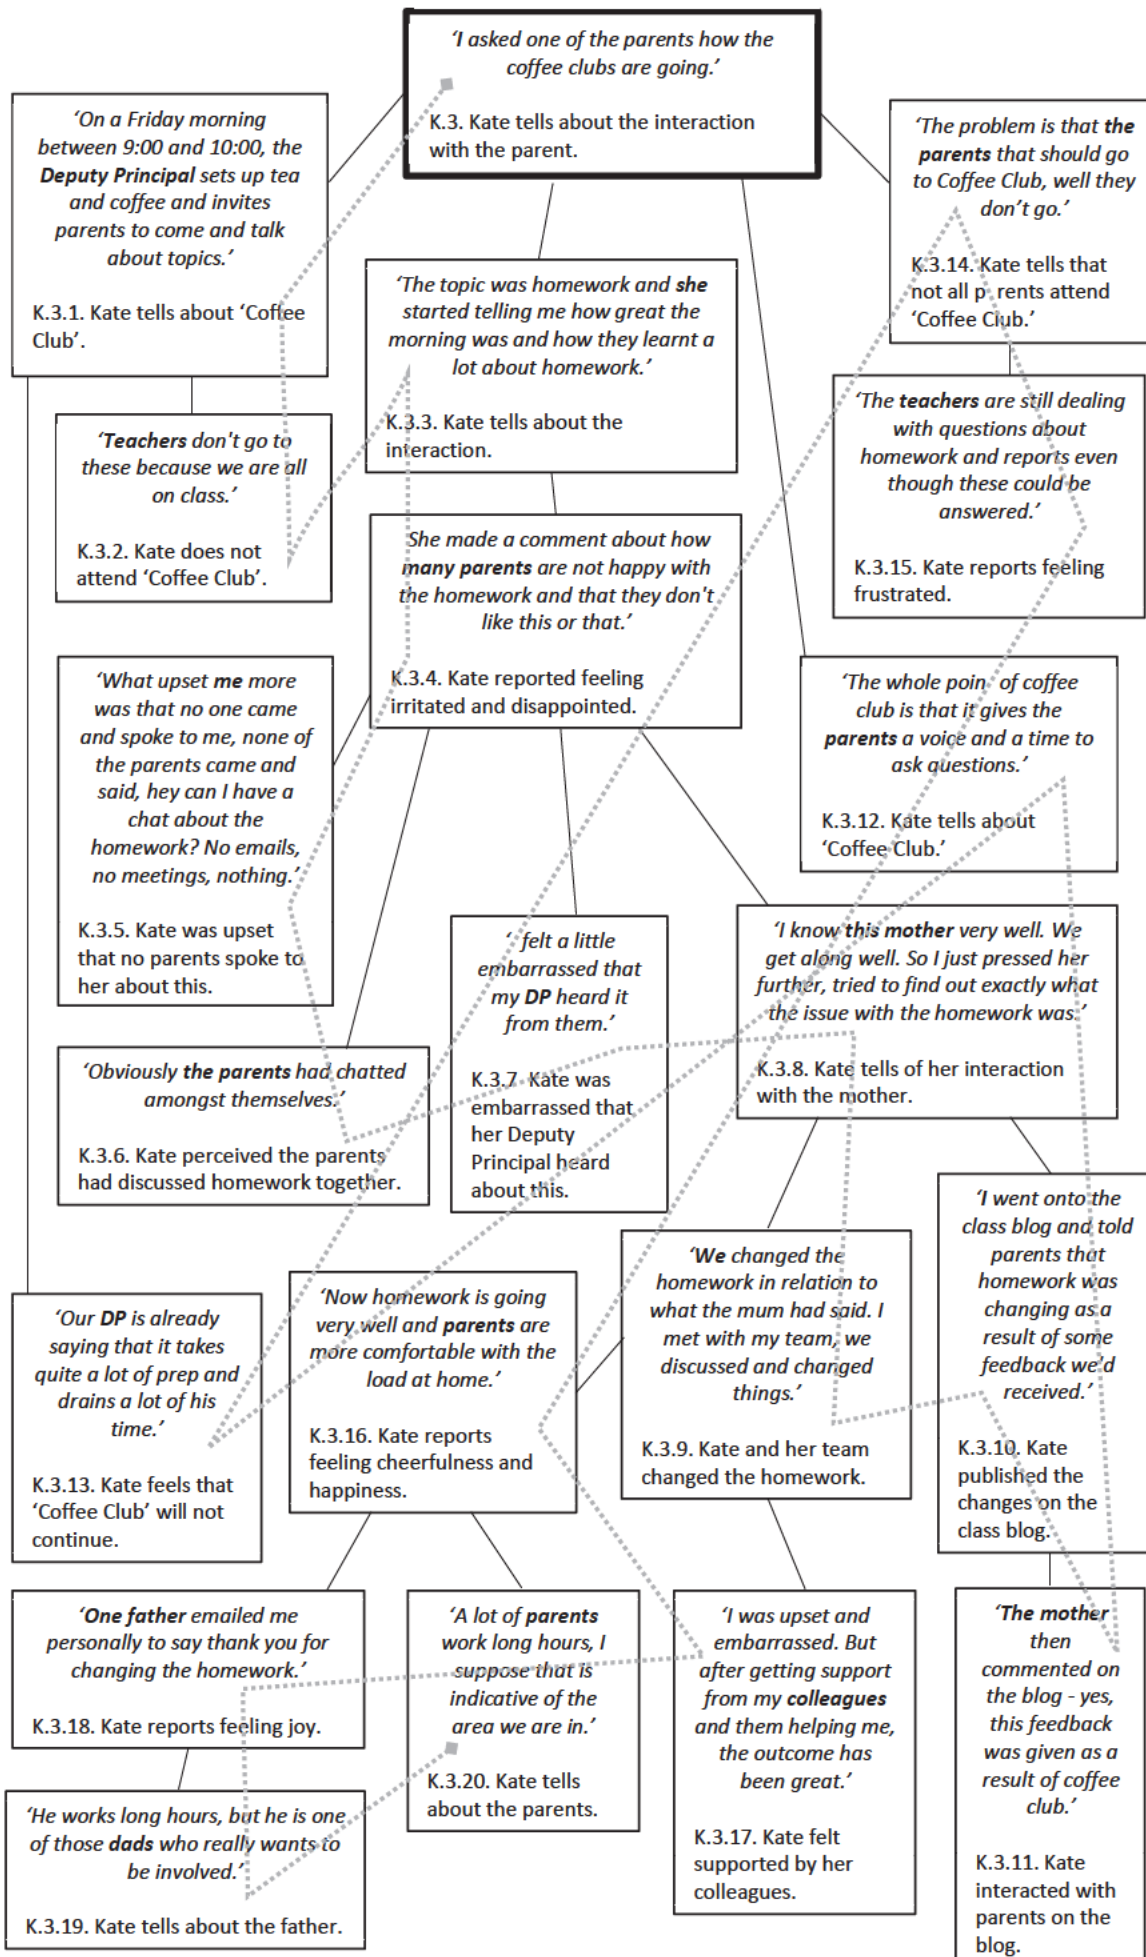 ‘I asked one of the parents how the
coffee clubs are going.’
K.3. Kate tells about the interaction
with the parent.
‘On a Friday morning
between 9:00 and 10:00, the
Deputy Principal sets up tea
and coffee and invites
parents to come and talk
about topics.’
K.3.1. Kate tells about ‘Coffee
Club’.
‘The problem is that the
parents that should go
to Coffee Club, well they
don’t go.’
K.3.14. Kate tells that
not all p rents attend
‘Coffee Club.’
‘The topic was homework and she
started telling me how great the
morning was and how they learnt a
lot about homework.’
K.3.3. Kate tells about the
interaction.
‘Teachers don't go to
these because we are all
on class.’
K.3.2. Kate does not
attend ‘Coffee Club’.
‘The teachers are still dealing
with questions about
homework and reports even
though these could be
answered.’
K.3.15. Kate reports feeling
frustrated.
She made a comment about how
many parents are not happy with
the homework and that they don't
like this or that.’
K.3.4. Kate reported feeling
irritated and disappointed.
‘What upset me more
was that no one came
and spoke to me, none of
the parents came and
said, hey can I have a
chat about the
homework? No emails,
no meetings, nothing.’
K.3.5. Kate was upset
that no parents spoke to
her about this.
‘The whole poin of coffee
club is that it gives the
parents a voice and a time to
ask questions.’
K.3.12. Kate tells about
‘Coffee Club.’
‘ felt a little
embarrassed that
my DP heard it
from them.’
K.3.7. Kate was
embarrassed that
her Deputy
Principal heard
about this.
‘I know this mother very well. We
get along well. So I just pressed her
further, tried to find out exactly what
the issue with the homework was.’
K.3.8. Kate tells of her interaction
with the mother.
‘Obviously the parents had chatted
amongst themselves.’
K.3.6. Kate perceived the parents
had discussed homework together.
‘I went onto the
class blog and told
parents that
homework was
changing as a
result of some
feedback we'd
received.’
K.3.10. Kate
published the
changes on the
class blog.
‘We changed the
homework in relation to
what the mum had said. I
met with my team, we
discussed and changed
things.’
K.3.9. Kate and her team
changed the homework.
‘Now homework is going
very well and parents are
more comfortable with the
load at home.’
K.3.16. Kate reports
feeling cheerfulness and
happiness.
‘Our DP is already
saying that it takes
quite a lot of prep and
drains a lot of his
time.’
K.3.13. Kate feels that
‘Coffee Club’ will not
continue.
‘One father emailed me
personally to say thank you for
changing the homework.’
K.3.18. Kate reports feeling joy.
‘A lot of parents
work long hours, I
suppose that is
indicative of the
area we are in.’
K.3.20. Kate tells
about the parents.
‘I was upset and
embarrassed. But
after getting support
from my colleagues
and them helping me,
the outcome has
been great.’
K.3.17. Kate felt
supported by her
colleagues.
‘The mother
then
commented on
the blog - yes,
this feedback
was given as a
result of coffee
club.’
K.3.11. Kate
interacted with
parents on the
blog.
‘He works long hours, but he is one
of those dads who really wants to
be involved.’
K.3.19. Kate tells about the father.